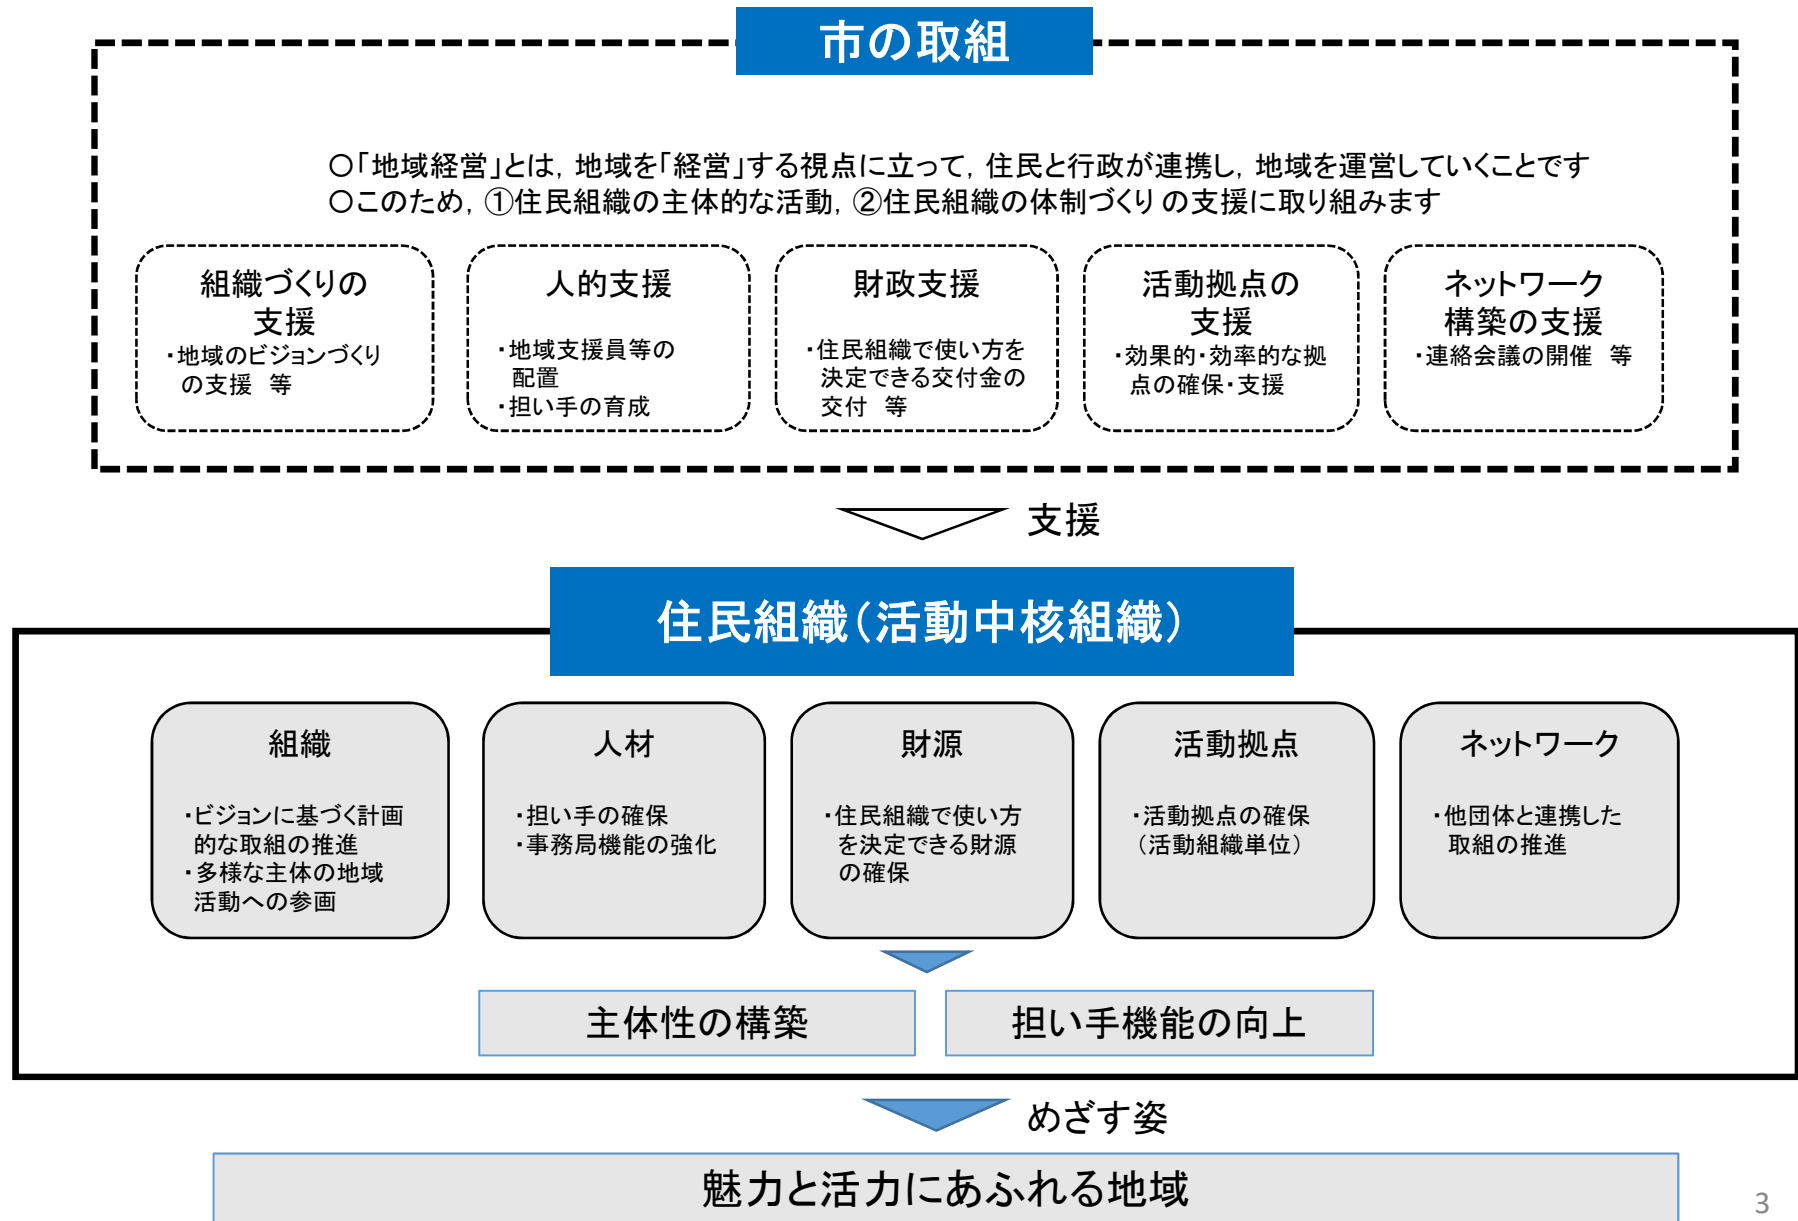 市の取組
○「地域経営」とは，地域を「経営」する視点に立って，住民と行政が連携し，地域を運営していくことです
○このため，①住民組織の主体的な活動，②住民組織の体制づくり の支援に取り組みます
組織づくりの
支援
・地域のビジョンづくり
の支援　等
人的支援
・地域支援員等の
配置
・担い手の育成
財政支援
・住民組織で使い方を
決定できる交付金の
交付　等
活動拠点の
支援
・効果的・効率的な拠
点の確保・支援
ネットワーク
構築の支援
・連絡会議の開催　等
支援
住民組織（活動中核組織）
組織
・ビジョンに基づく計画
的な取組の推進
・多様な主体の地域
活動への参画
人材
・担い手の確保
・事務局機能の強化
財源
・住民組織で使い方
を決定できる財源
の確保
活動拠点
・活動拠点の確保
（活動組織単位）
ネットワーク
・他団体と連携した
取組の推進
主体性の構築
担い手機能の向上
めざす姿
魅力と活力にあふれる地域
3